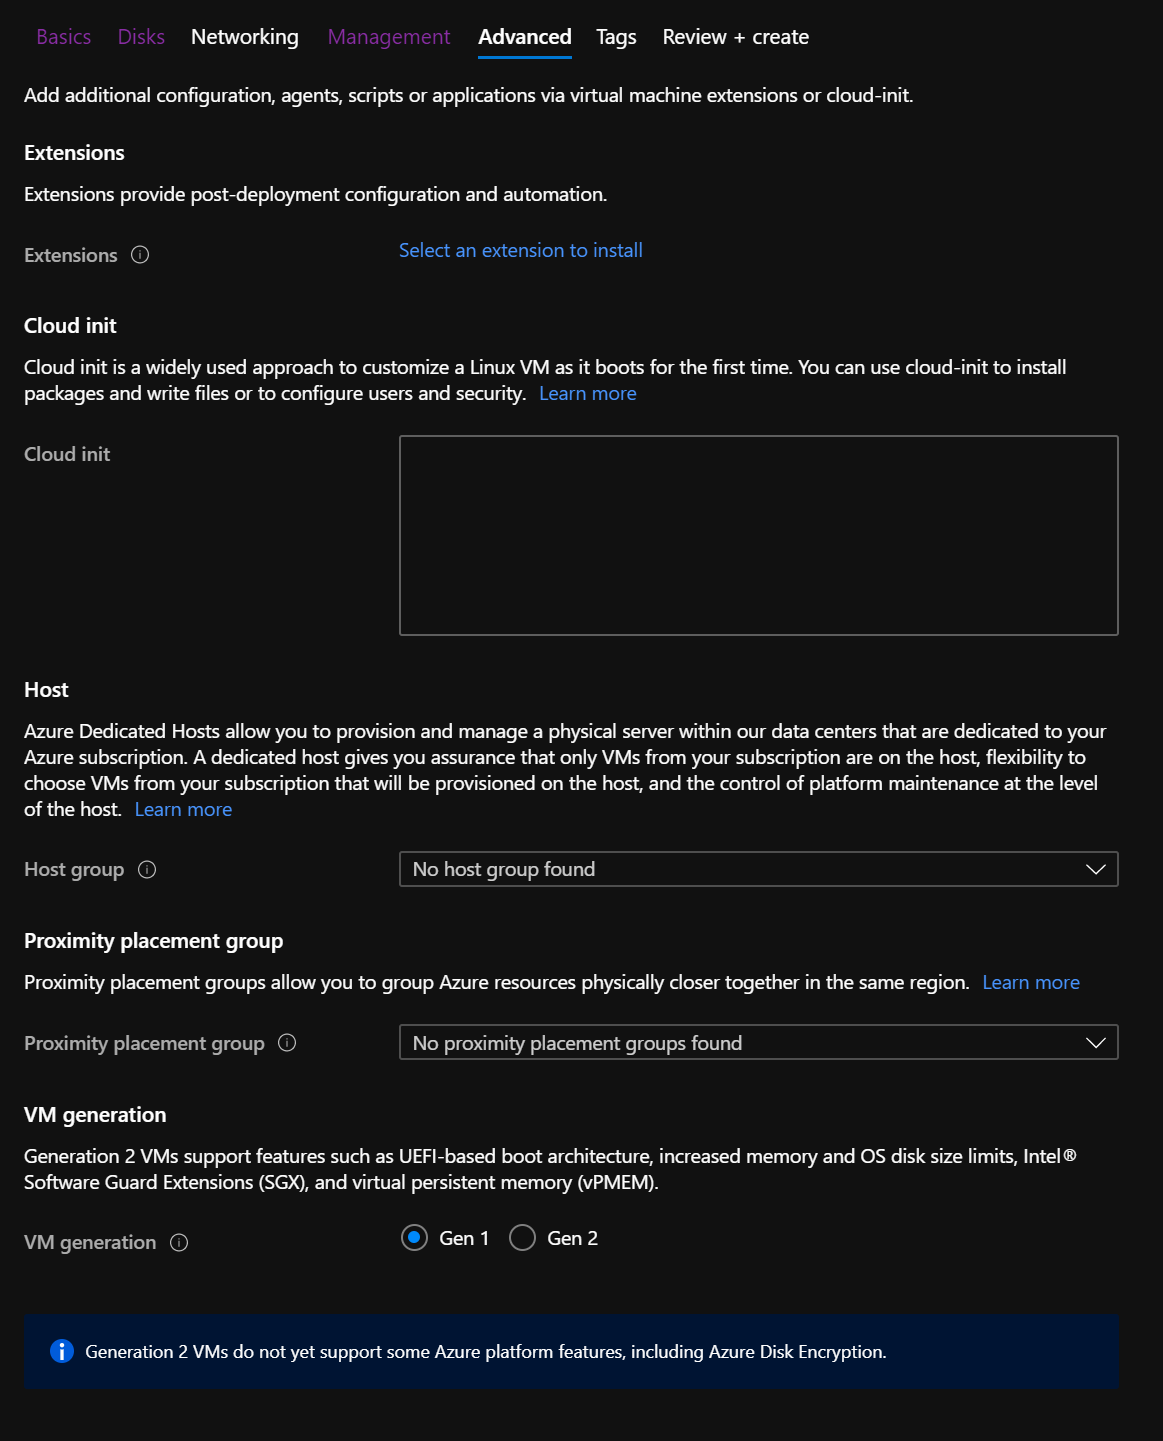 Basics Disks Networking Management Advanced Tags Review + create
Add additional configuration, agents, scripts or applications via virtual machine extensions or cloud-init.
Extensions
Extensions provide post-deployment configuration and automation.
Extensions
Select an extension to install
Cloud init
Cloud init is a widely used approach to customize a Linux VM as it boots for the first time. You can use cloud-init to install
packages and write files or to configure users and security. Learn more
Cloud init
Host
Azure Dedicated Hosts allow you to provision and manage a physical server within our data centers that are dedicated to your
Azure subscription. A dedicated host gives you assurance that only VMs from your subscription are on the host, flexibility to
choose VMs from your subscription that will be provisioned on the host, and the control of platform maintenance at the level
of the host. Learn more
Host group
No host group found
Proximity placement group
Proximity placement groups allow you to group Azure resources physically closer together in the same region. Learn more
Proximity placement group
No proximity placement groups found
VM generation
Generation 2 VMs support features such as UEFI-based boot architecture, increased memory and OS disk size limits, Intel®
Software Guard Extensions (SGX), and virtual persistent memory (vPMEM).
VM generation
Gen 1 Gen 2
Generation 2 VMs do not yet support some Azure platform features, including Azure Disk Encryption.